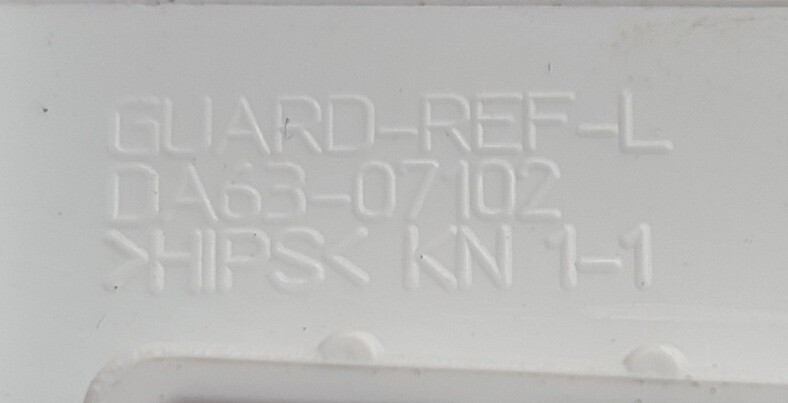 GUARD-REF-L
DA63-07102
>HIPS< KN 1-1